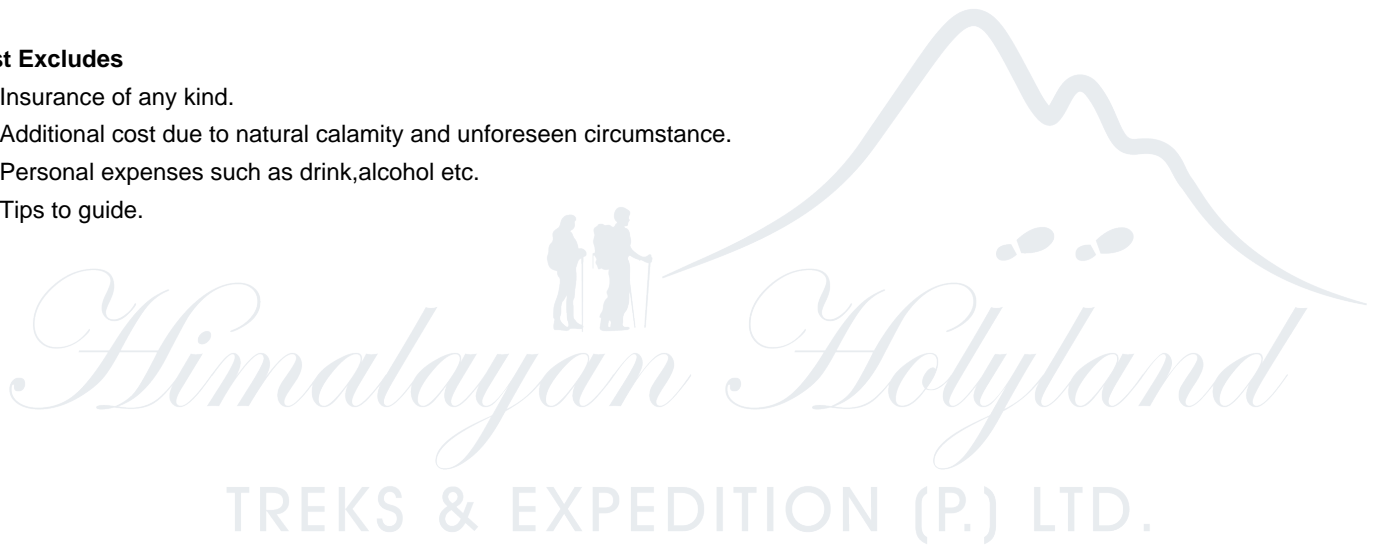 st Excludes
Insurance of any kind.
Additional cost due to natural calamity and unforeseen circumstance.
Personal expenses such as drink,alcohol etc.
Tips to guide.
Himalayan Holyland
TREKS & EXPEDITION (P.) LTD.